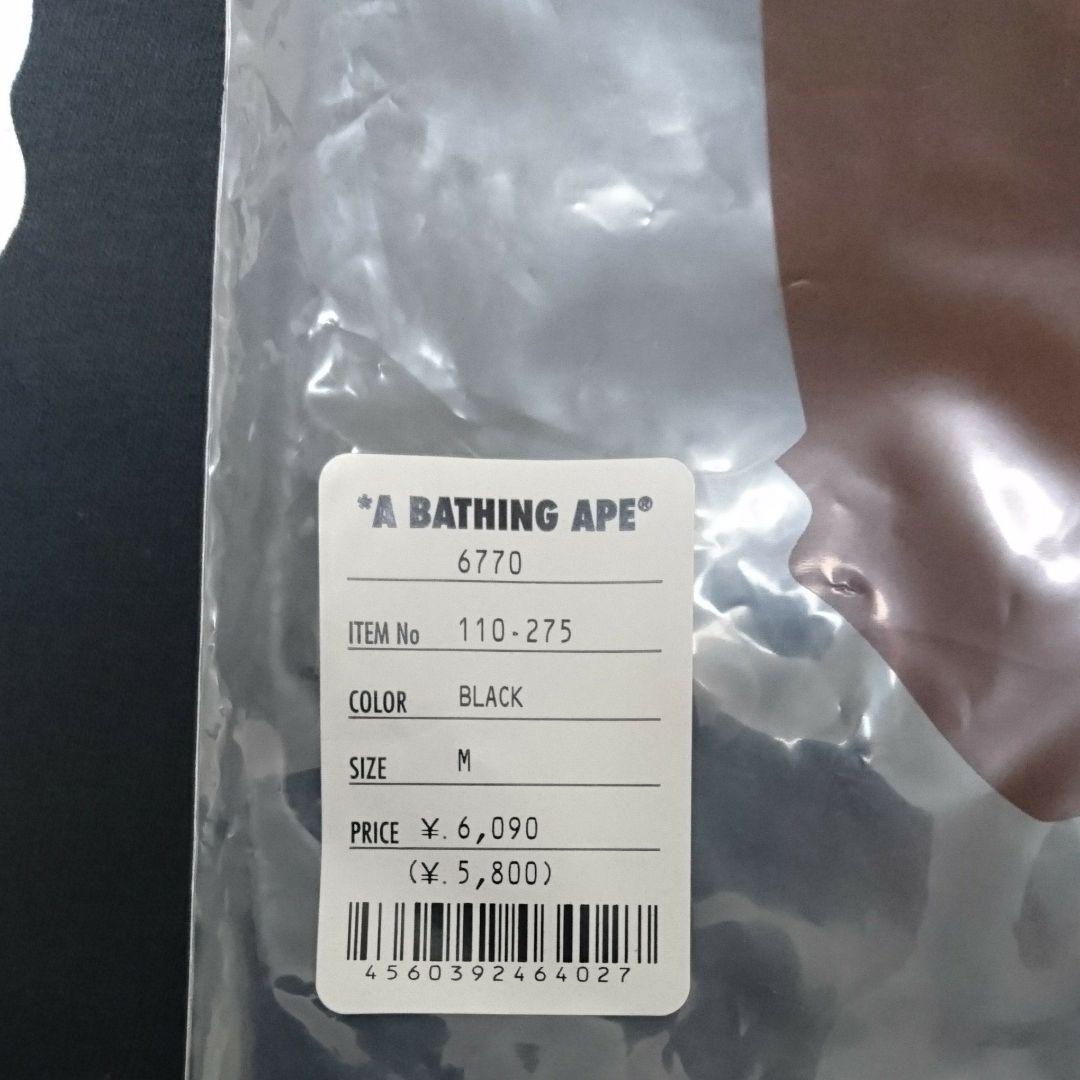 *A BATHING APE®
6770
ITEM No 110-275
COLOR BLACK
SIZE M
PRICE ¥.6,090
(¥.5,800)
4560392464027